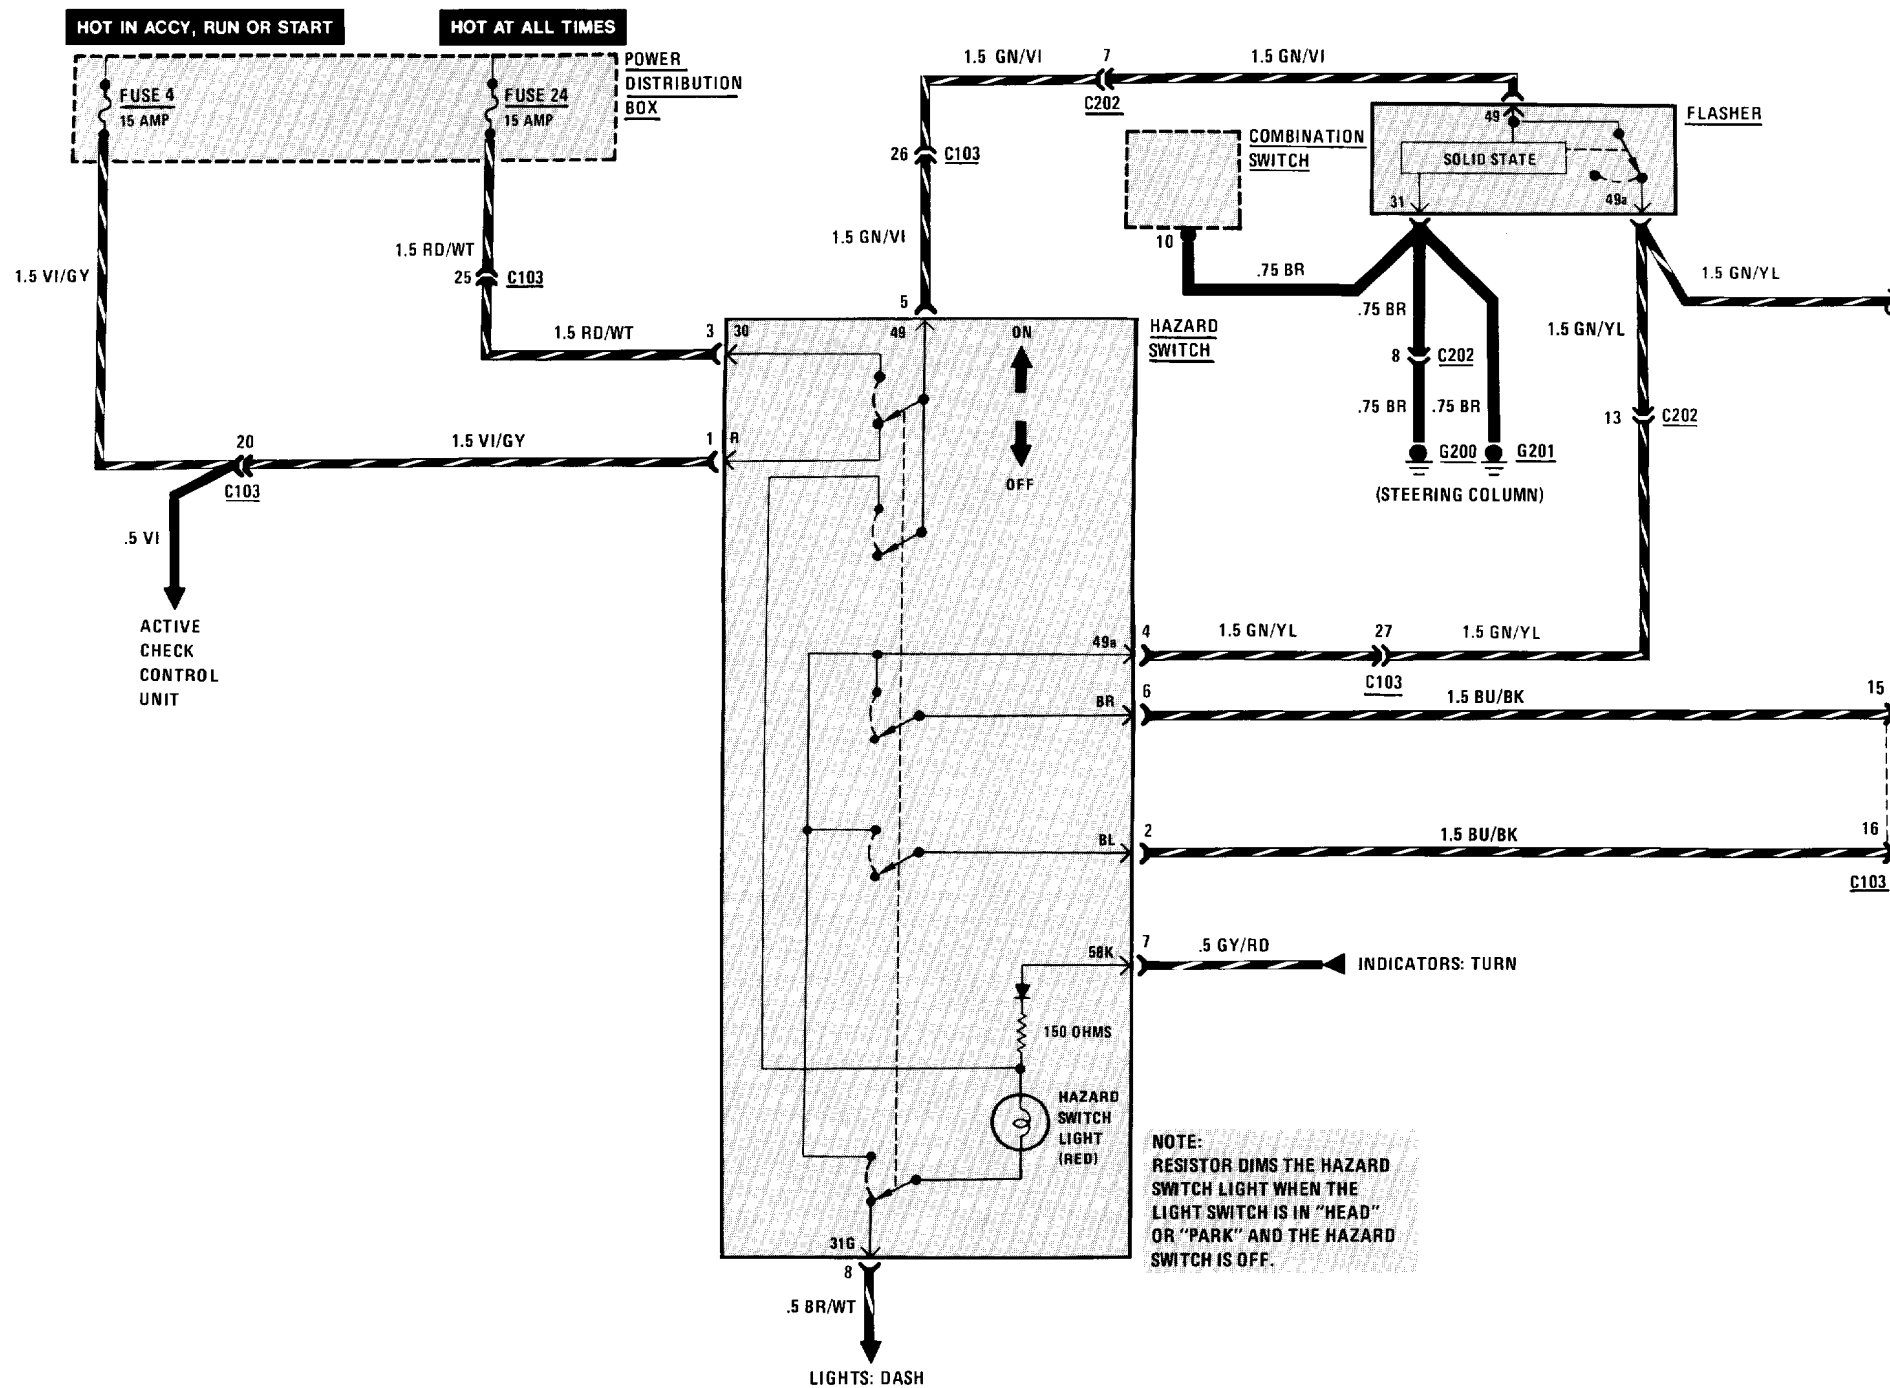 HOT IN ACCY, RUN OR START
HOT AT ALL TIMES
POWER
DISTRIBUTION
BOX
FUSE 4
15 AMP
FUSE 24
15 AMP
1.5 GN/VI
7
1.5 GN/VI
C202
26
C103
COMBINATION
SWITCH
49
FLASHER
SOLID STATE
31
49a
10
1.5 GN/VI
1.5 RD/WT
25
C103
1.5 VI/GY
.75 BR
1.5 GN/YL
.75 BR
1.5 GN/YL
5
1.5 RD/WT
3
30
49
ON
HAZARD
SWITCH
8
C202
.75 BR
.75 BR
13
C202
20
1.5 VI/GY
1
R
G200
G201
C103
OFF
(STEERING COLUMN)
.5 VI
ACTIVE
CHECK
CONTROL
UNIT
49a
4
1.5 GN/YL
27
1.5 GN/YL
C103
BR
6
1.5 BU/BK
15
BL
2
1.5 BU/BK
16
C103
58K
7
.5 GY/RD
INDICATORS: TURN
150 OHMS
HAZARD
SWITCH
LIGHT
(RED)
NOTE:
RESISTOR DIMS THE HAZARD
SWITCH LIGHT WHEN THE
LIGHT SWITCH IS IN "HEAD"
OR "PARK" AND THE HAZARD
SWITCH IS OFF.
31G
8
.5 BR/WT
LIGHTS: DASH